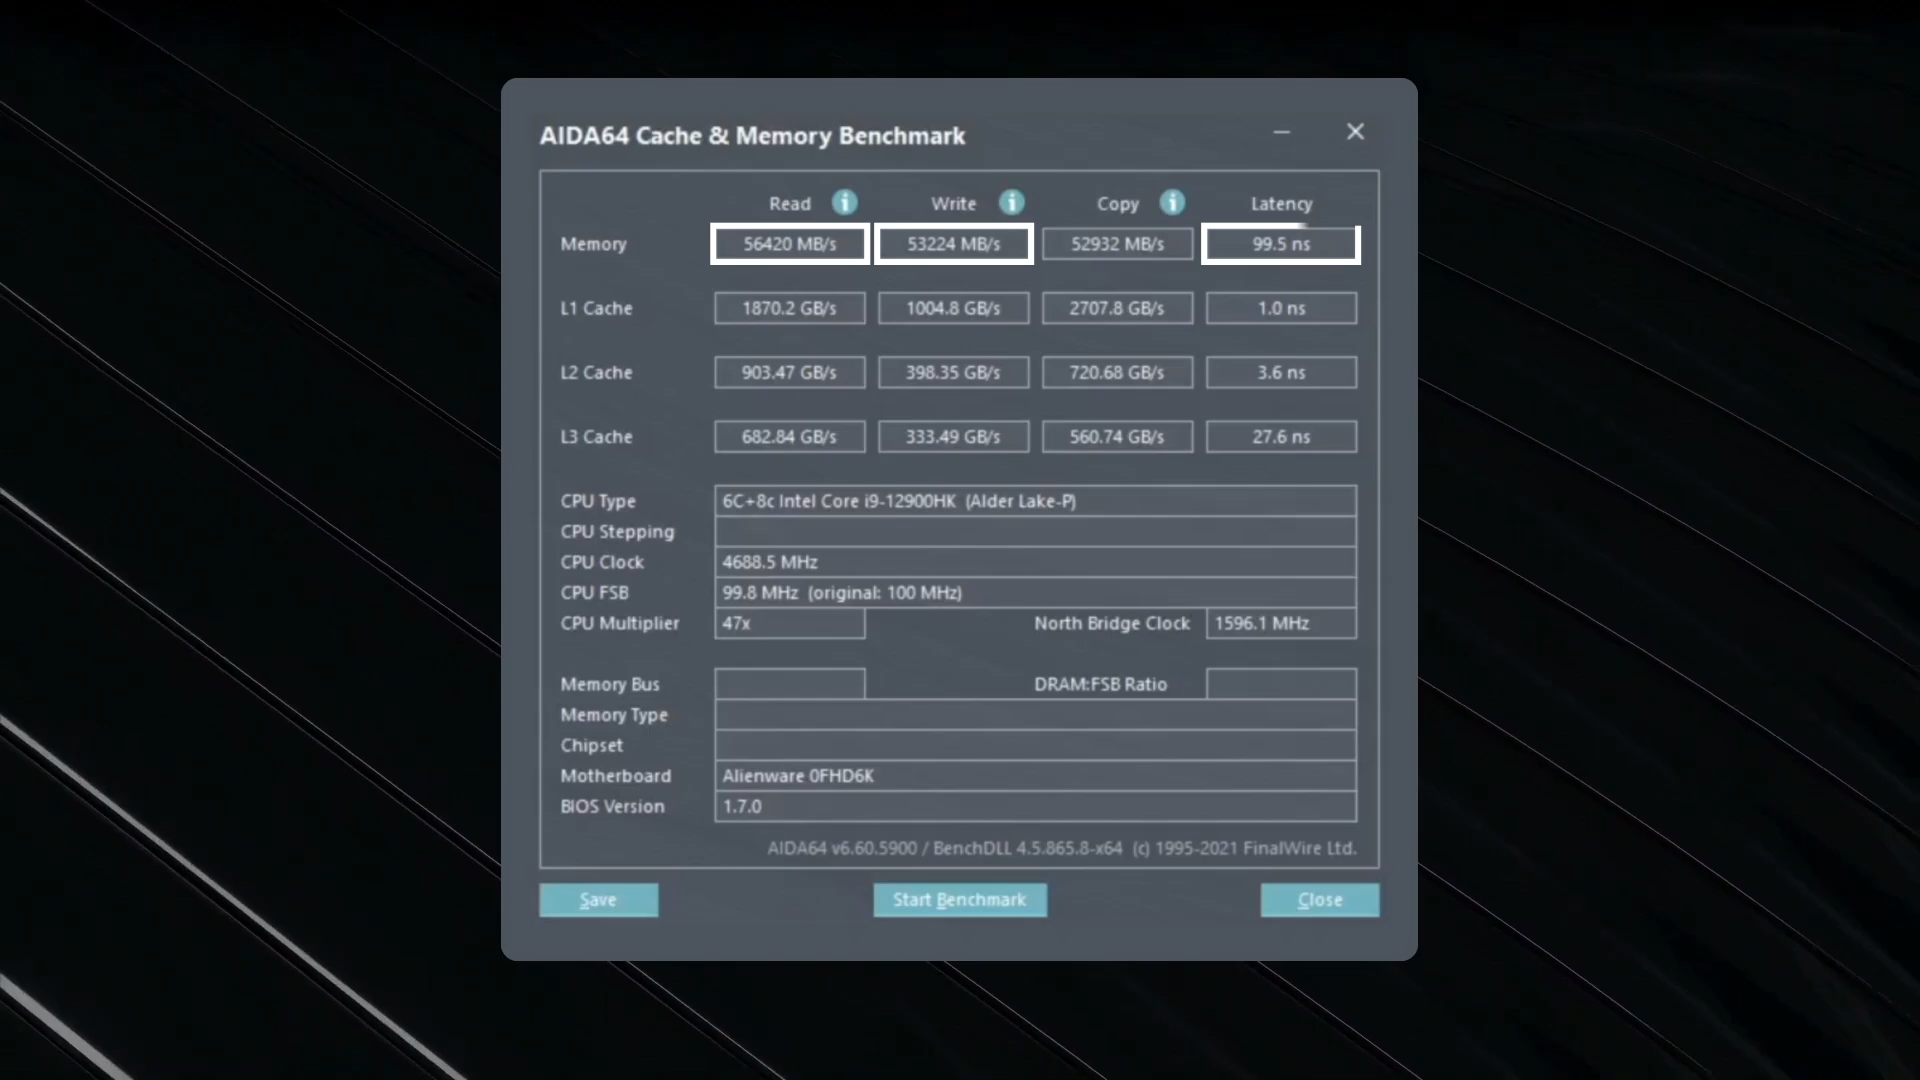 AIDA64 Cache & Memory Benchmark
Read Write Copy Latency
Memory 56420 MB/s 53224 MB/s 52932 MB/s 99.5 ns
L1 Cache 1870.2 GB/s 1004.8 GB/s 2707.8 GB/s 1.0 ns
L2 Cache 903.47 GB/s 398.35 GB/s 720.68 GB/s 3.6 ns
L3 Cache 682.84 GB/s 333.49 GB/s 560.74 GB/s 27.6 ns
CPU Type 6C+8c Intel Core i9-12900HK (Alder Lake-P)
CPU Stepping
CPU Clock 4688.5 MHz
CPU FSB 99.8 MHz (original: 100 MHz)
CPU Multiplier 47x North Bridge Clock 1596.1 MHz
Memory Bus DRAM:FSB Ratio
Memory Type
Chipset
Motherboard Alienware 0FHD6K
BIOS Version 1.7.0
AIDA64 v6.60.5900 / BenchDLL 4.5.865.8-x64 (c) 1995-2021 FinalWire Ltd.
Save Start Benchmark Close